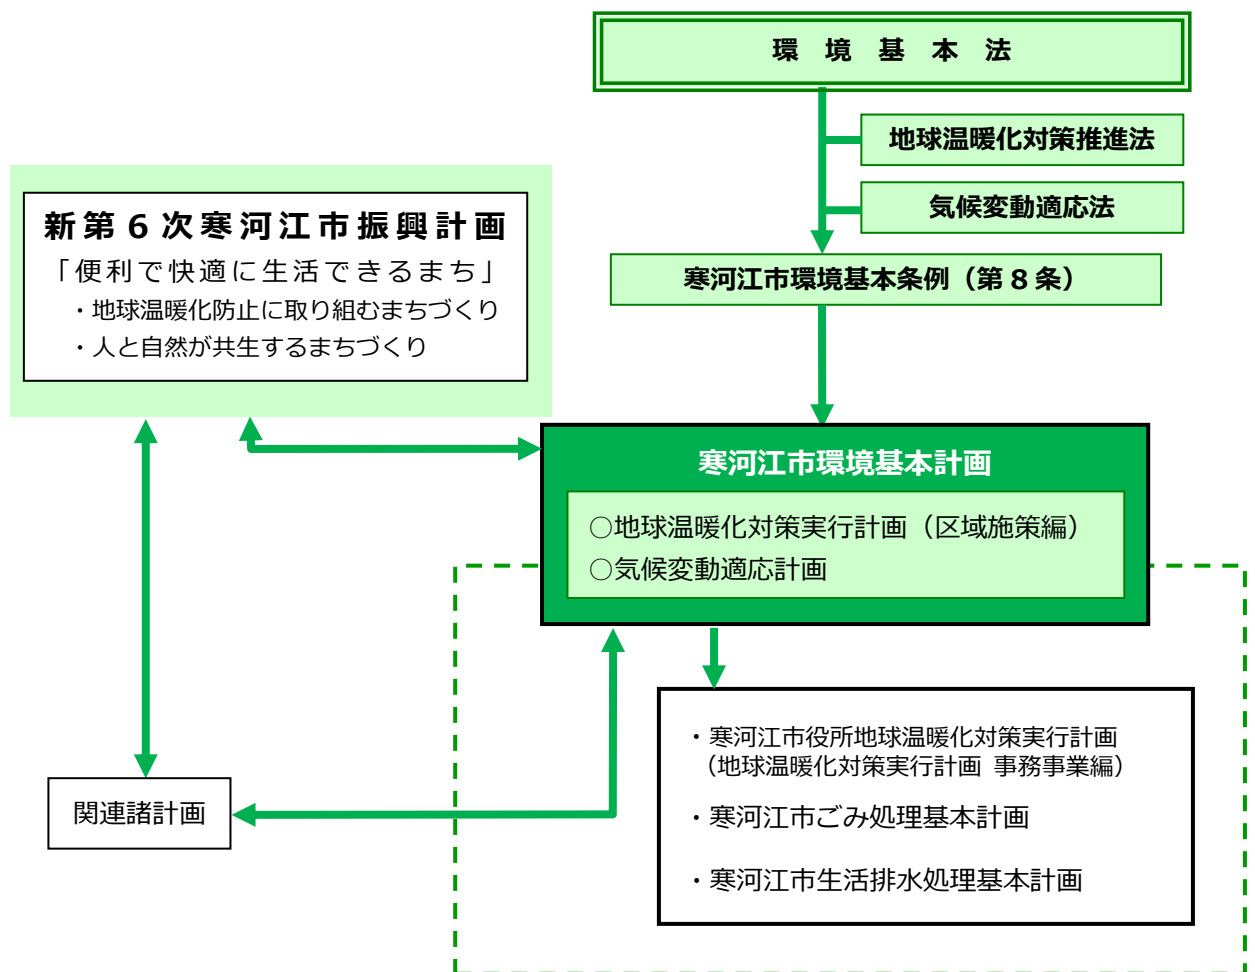 環境基本法
地球温暖化対策推進法
気候変動適応法
寒河江市環境基本条例（第８条）
新第６次寒河江市振興計画
「便利で快適に生活できるまち」
・地球温暖化防止に取り組むまちづくり
・人と自然が共生するまちづくり
寒河江市環境基本計画
○地球温暖化対策実行計画（区域施策編）
○気候変動適応計画
・寒河江市役所地球温暖化対策実行計画
（地球温暖化対策実行計画 事務事業編）
・寒河江市ごみ処理基本計画
・寒河江市生活排水処理基本計画
関連諸計画